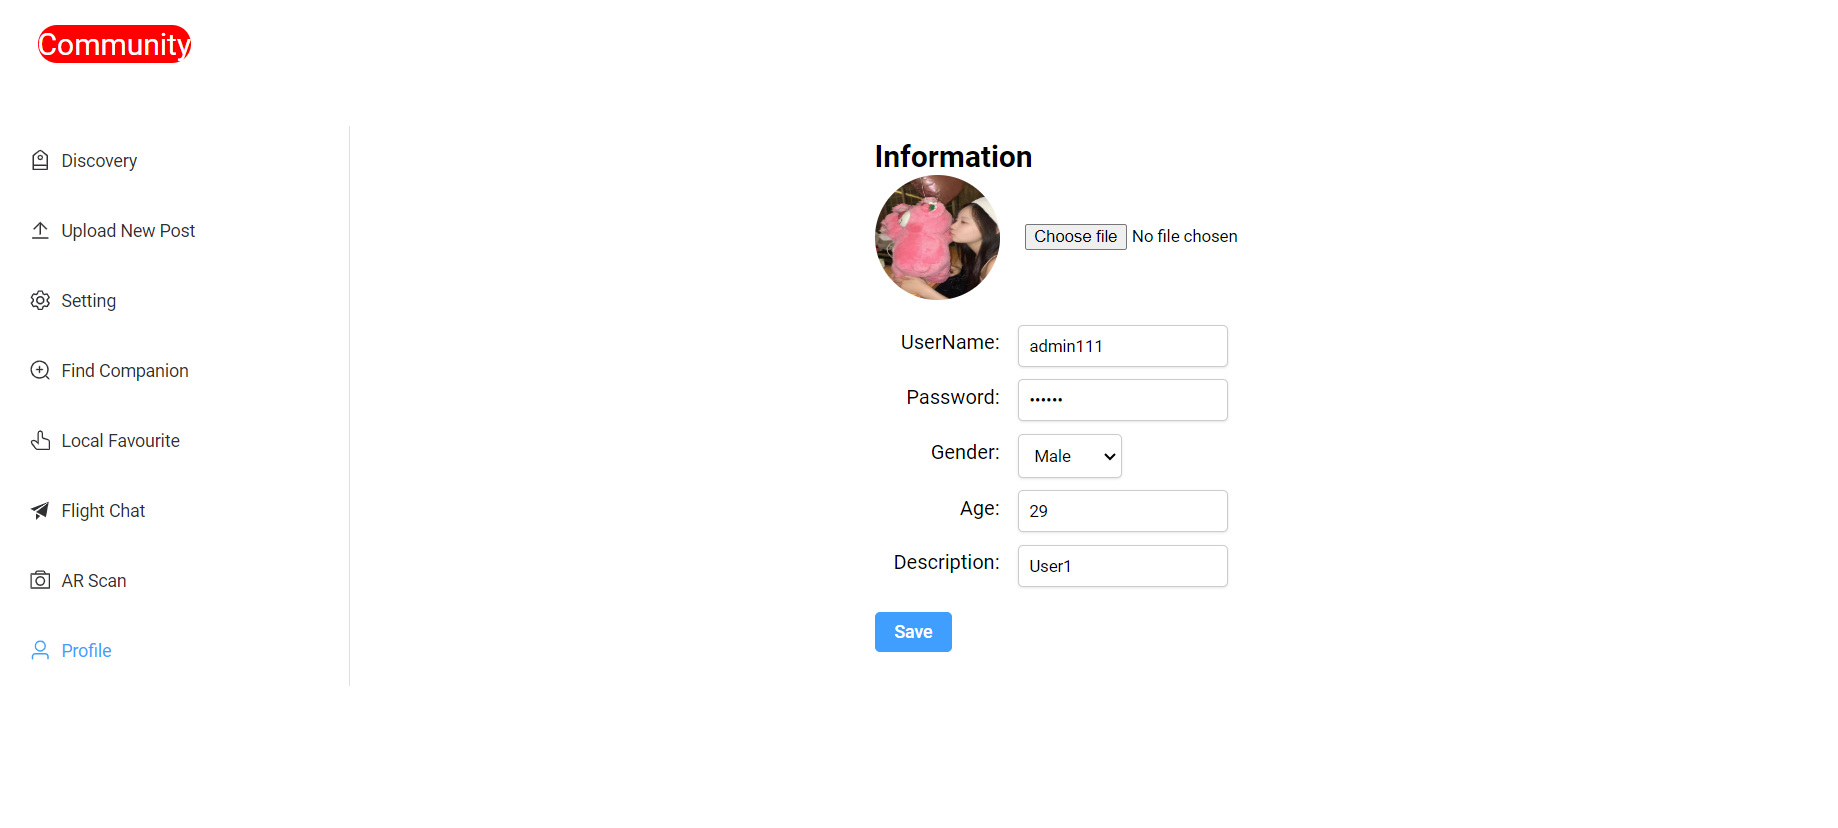 Community
Discovery
Upload New Post
Setting
Find Companion
Local Favourite
Flight Chat
AR Scan
Profile
Information
Choose file No file chosen
UserName: admin111
Password: ••••••
Gender: Male
Age: 29
Description: User1
Save